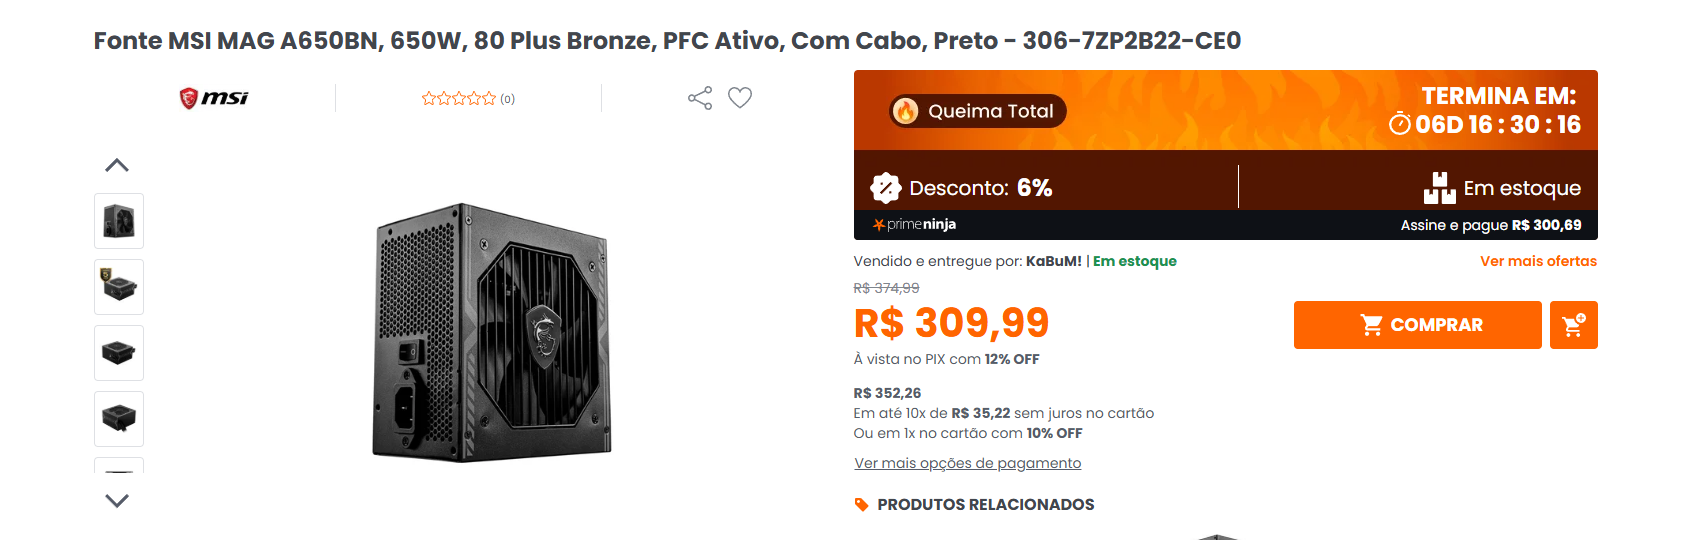 Fonte MSI MAG A650BN, 650W, 80 Plus Bronze, PFC Ativo, Com Cabo, Preto - 306-7ZP2B22-CE0
msi
(0)
Queima Total
TERMINA EM:
06D 16 : 30 : 16
Desconto: 6%
Em estoque
prime ninja
Assine e pague R$ 300,69
Vendido e entregue por: KaBuM! | Em estoque
Ver mais ofertas
R$ 374,99
R$ 309,99
COMPRAR
À vista no PIX com 12% OFF
R$ 352,26
Em até 10x de R$ 35,22 sem juros no cartão
Ou em 1x no cartão com 10% OFF
Ver mais opções de pagamento
PRODUTOS RELACIONADOS